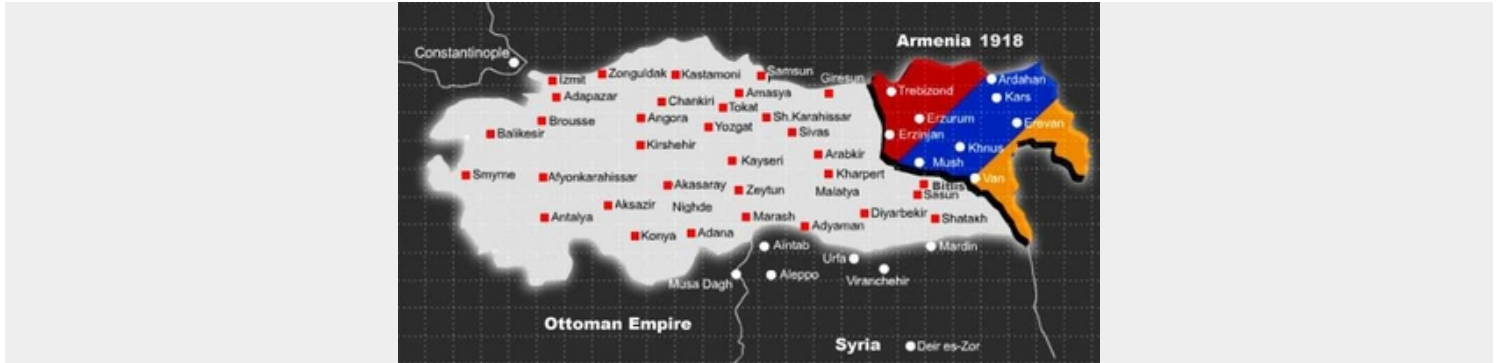 Armenia 1918
Constantinople
Izmit
Zonguldak
Kastamoni
Samsun
Giresun
Trebizond
Ardahan
Kars
Adapazar
Chankiri
Amasya
Tokat
Brousse
Angora
Sh.Karahissar
Erzurum
Erevan
Balikesir
Yozgat
Sivas
Erzinjan
Kirshehir
Khnus
Kayseri
Arabkir
Mush
Smyrne
Afyonkarahissar
Akasaray
Zeytun
Kharpert
Malatya
Van
Bitlis
Sasun
Aksazir
Nighde
Antalya
Marash
Diyarbekir
Shatakh
Adyaman
Konya
Adana
Aintab
Mardin
Urfa
Musa Dagh
Aleppo
Viranchehir
Ottoman Empire
Syria
Deir es-Zor